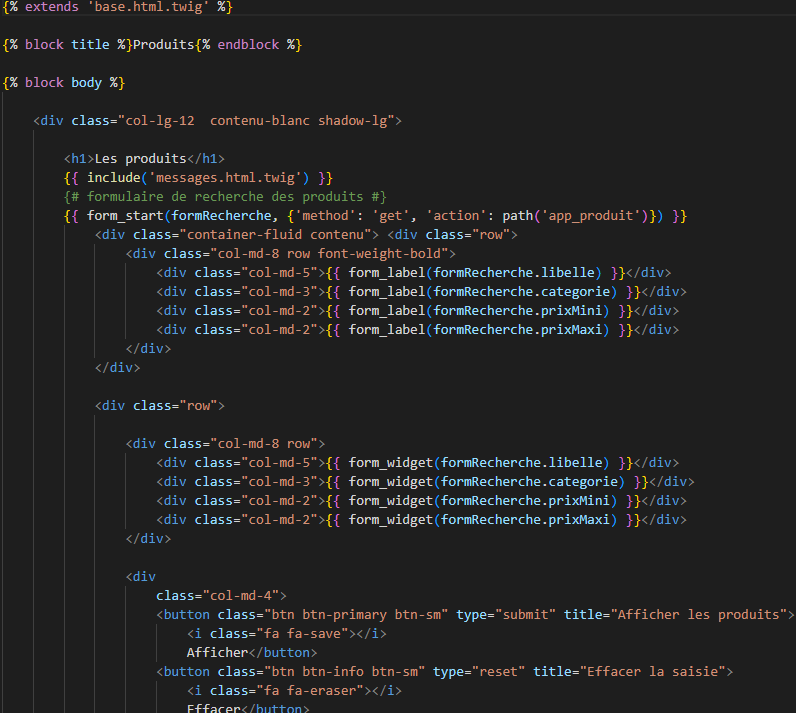 {% extends 'base.html.twig' %}
{% block title %}Produits{% endblock %}
{% block body %}
<div class="col-lg-12  contenu-blanc shadow-lg">
<h1>Les produits</h1>
{{ include('messages.html.twig') }}
{# formulaire de recherche des produits #}
{{ form_start(formRecherche, {'method': 'get', 'action': path('app_produit')}) }}
<div class="container-fluid contenu"> <div class="row">
<div class="col-md-8 row font-weight-bold">
<div class="col-md-5">{{ form_label(formRecherche.libelle) }}</div>
<div class="col-md-3">{{ form_label(formRecherche.categorie) }}</div>
<div class="col-md-2">{{ form_label(formRecherche.prixMini) }}</div>
<div class="col-md-2">{{ form_label(formRecherche.prixMaxi) }}</div>
</div>
</div>
<div class="row">
<div class="col-md-8 row">
<div class="col-md-5">{{ form_widget(formRecherche.libelle) }}</div>
<div class="col-md-3">{{ form_widget(formRecherche.categorie) }}</div>
<div class="col-md-2">{{ form_widget(formRecherche.prixMini) }}</div>
<div class="col-md-2">{{ form_widget(formRecherche.prixMaxi) }}</div>
</div>
<div
class="col-md-4">
<button class="btn btn-primary btn-sm" type="submit" title="Afficher les produits">
<i class="fa fa-save"></i>
Afficher</button>
<button class="btn btn-info btn-sm" type="reset" title="Effacer la saisie">
<i class="fa fa-eraser"></i>
Effacer</button>